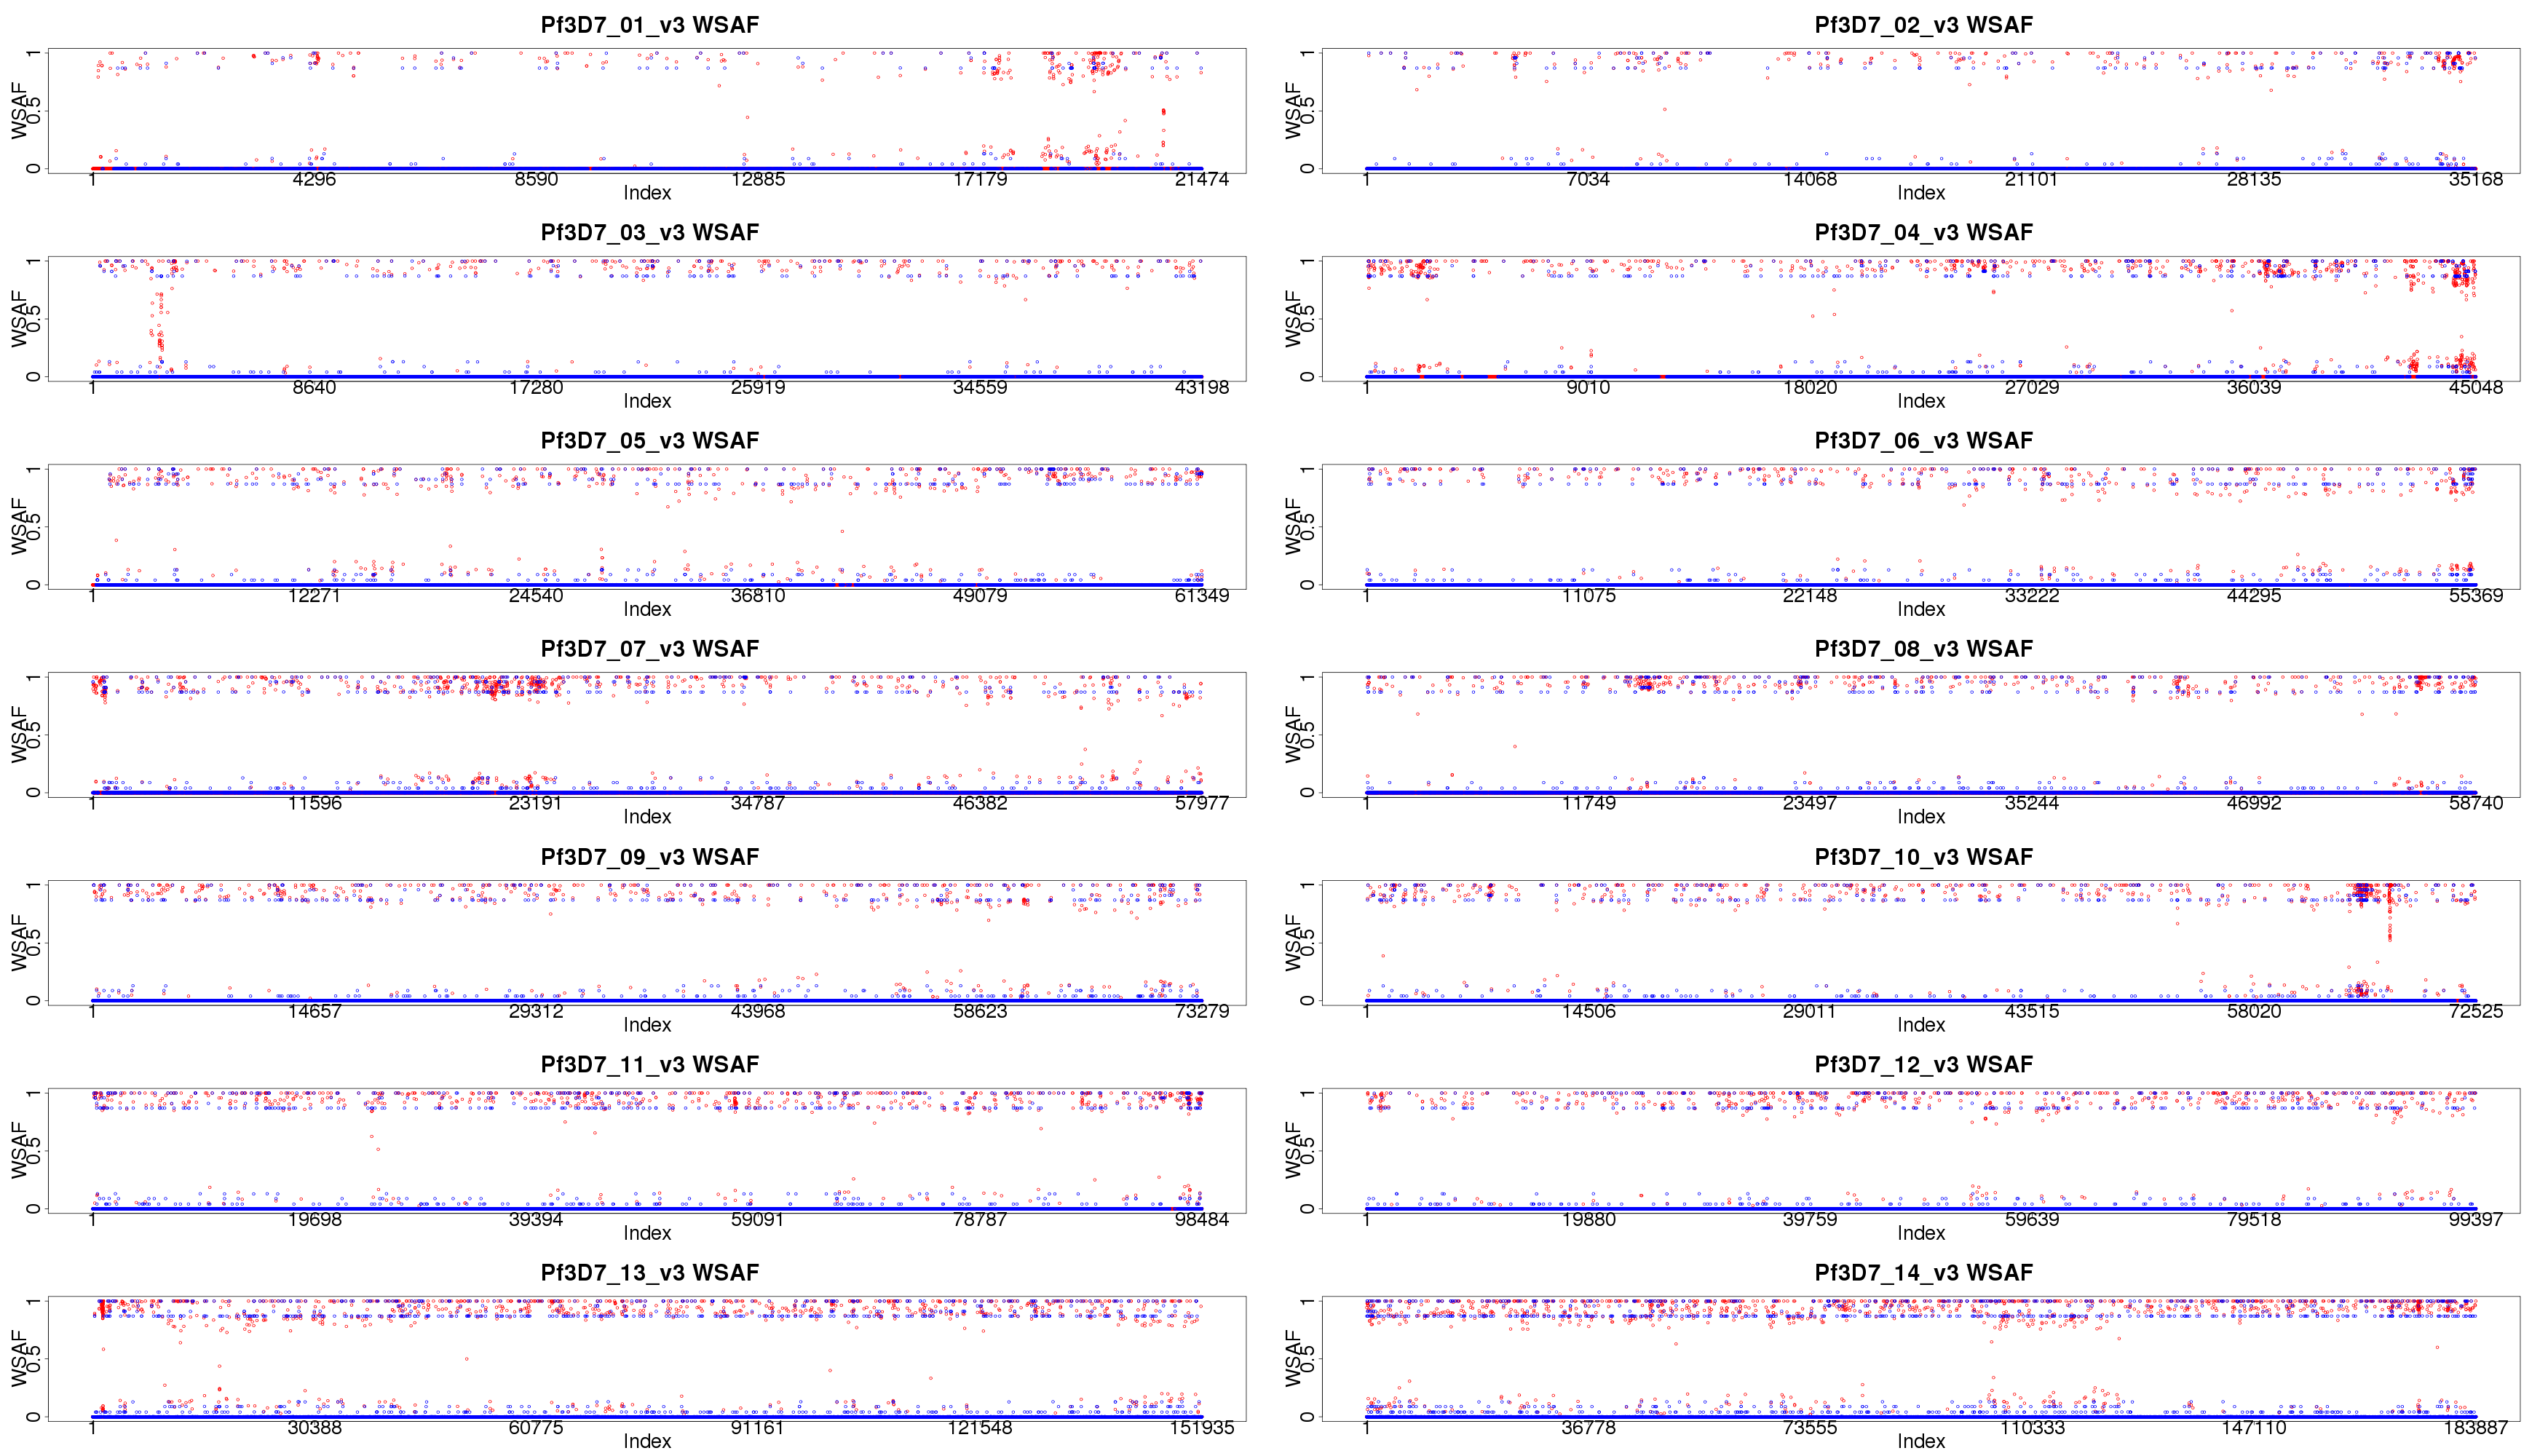 Pf3D7_01_v3 WSAF
WSAF
0 0.5 1
1 4296 8590 12885 17179 21474
Index
Pf3D7_02_v3 WSAF
WSAF
0 0.5 1
1 7034 14068 21101 28135 35168
Index
Pf3D7_03_v3 WSAF
WSAF
0 0.5 1
1 8640 17280 25919 34559 43198
Index
Pf3D7_04_v3 WSAF
WSAF
0 0.5 1
1 9010 18020 27029 36039 45048
Index
Pf3D7_05_v3 WSAF
WSAF
0 0.5 1
1 12271 24540 36810 49079 61349
Index
Pf3D7_06_v3 WSAF
WSAF
0 0.5 1
1 11075 22148 33222 44295 55369
Index
Pf3D7_07_v3 WSAF
WSAF
0 0.5 1
1 11596 23191 34787 46382 57977
Index
Pf3D7_08_v3 WSAF
WSAF
0 0.5 1
1 11749 23497 35244 46992 58740
Index
Pf3D7_09_v3 WSAF
WSAF
0 0.5 1
1 14657 29312 43968 58623 73279
Index
Pf3D7_10_v3 WSAF
WSAF
0 0.5 1
1 14506 29011 43515 58020 72525
Index
Pf3D7_11_v3 WSAF
WSAF
0 0.5 1
1 19698 39394 59091 78787 98484
Index
Pf3D7_12_v3 WSAF
WSAF
0 0.5 1
1 19880 39759 59639 79518 99397
Index
Pf3D7_13_v3 WSAF
WSAF
0 0.5 1
1 30388 60775 91161 121548 151935
Index
Pf3D7_14_v3 WSAF
WSAF
0 0.5 1
1 36778 73555 110333 147110 183887
Index